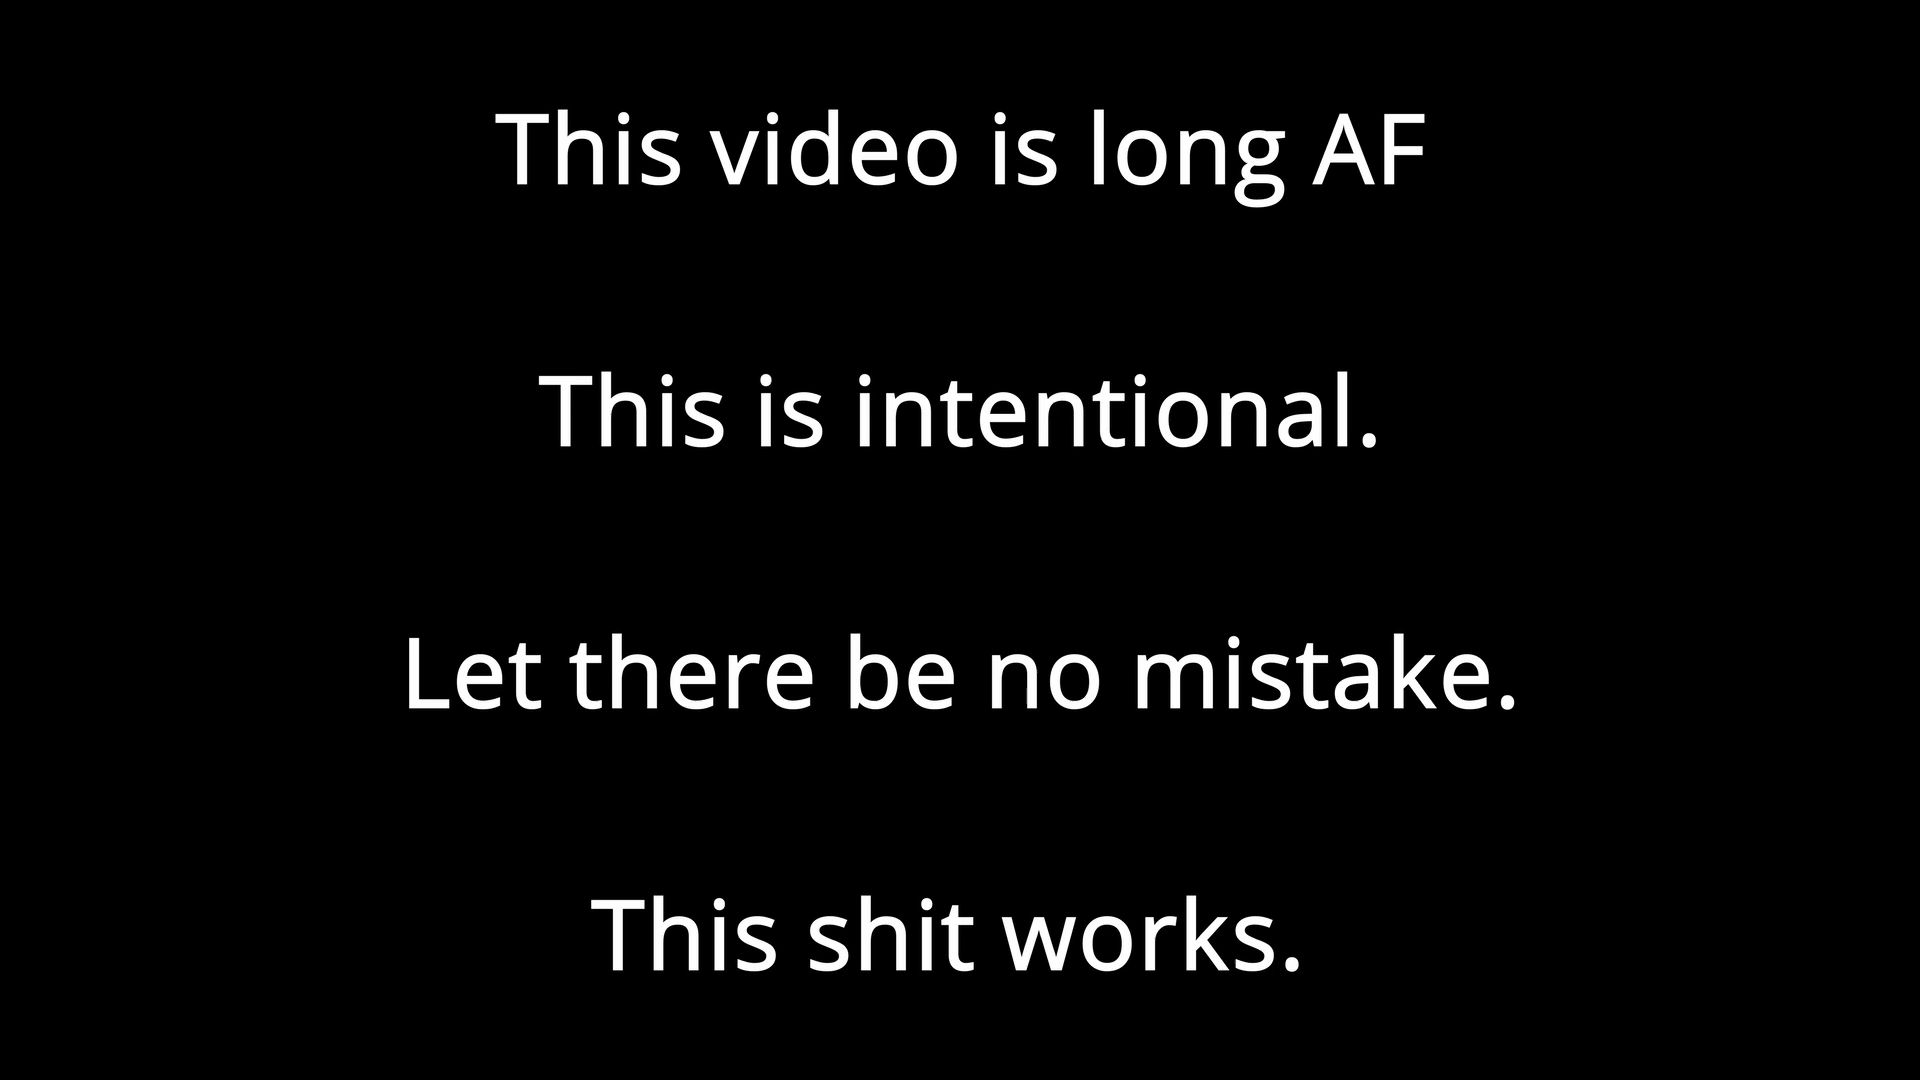 This video is long AF
This is intentional.
Let there be no mistake.
This shit works.